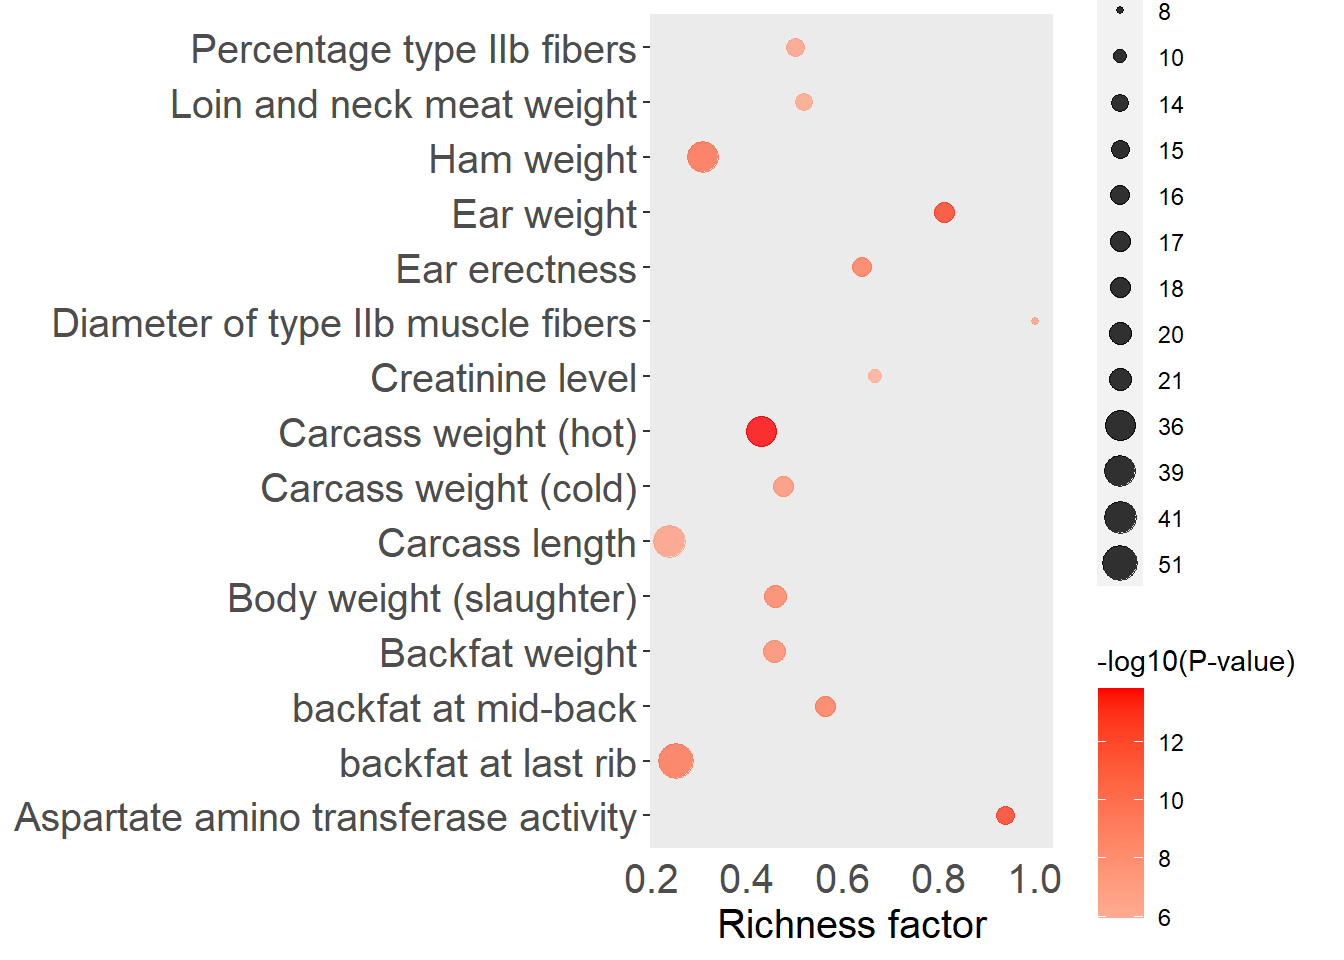 Percentage type IIb fibers
Loin and neck meat weight
Ham weight
Ear weight
Ear erectness
Diameter of type IIb muscle fibers
Creatinine level
Carcass weight (hot)
Carcass weight (cold)
Carcass length
Body weight (slaughter)
Backfat weight
backfat at mid-back
backfat at last rib
Aspartate amino transferase activity
0.2 0.4 0.6 0.8 1.0
Richness factor
8
10
14
15
16
17
18
20
21
36
39
41
51
-log10(P-value)
12
10
8
6